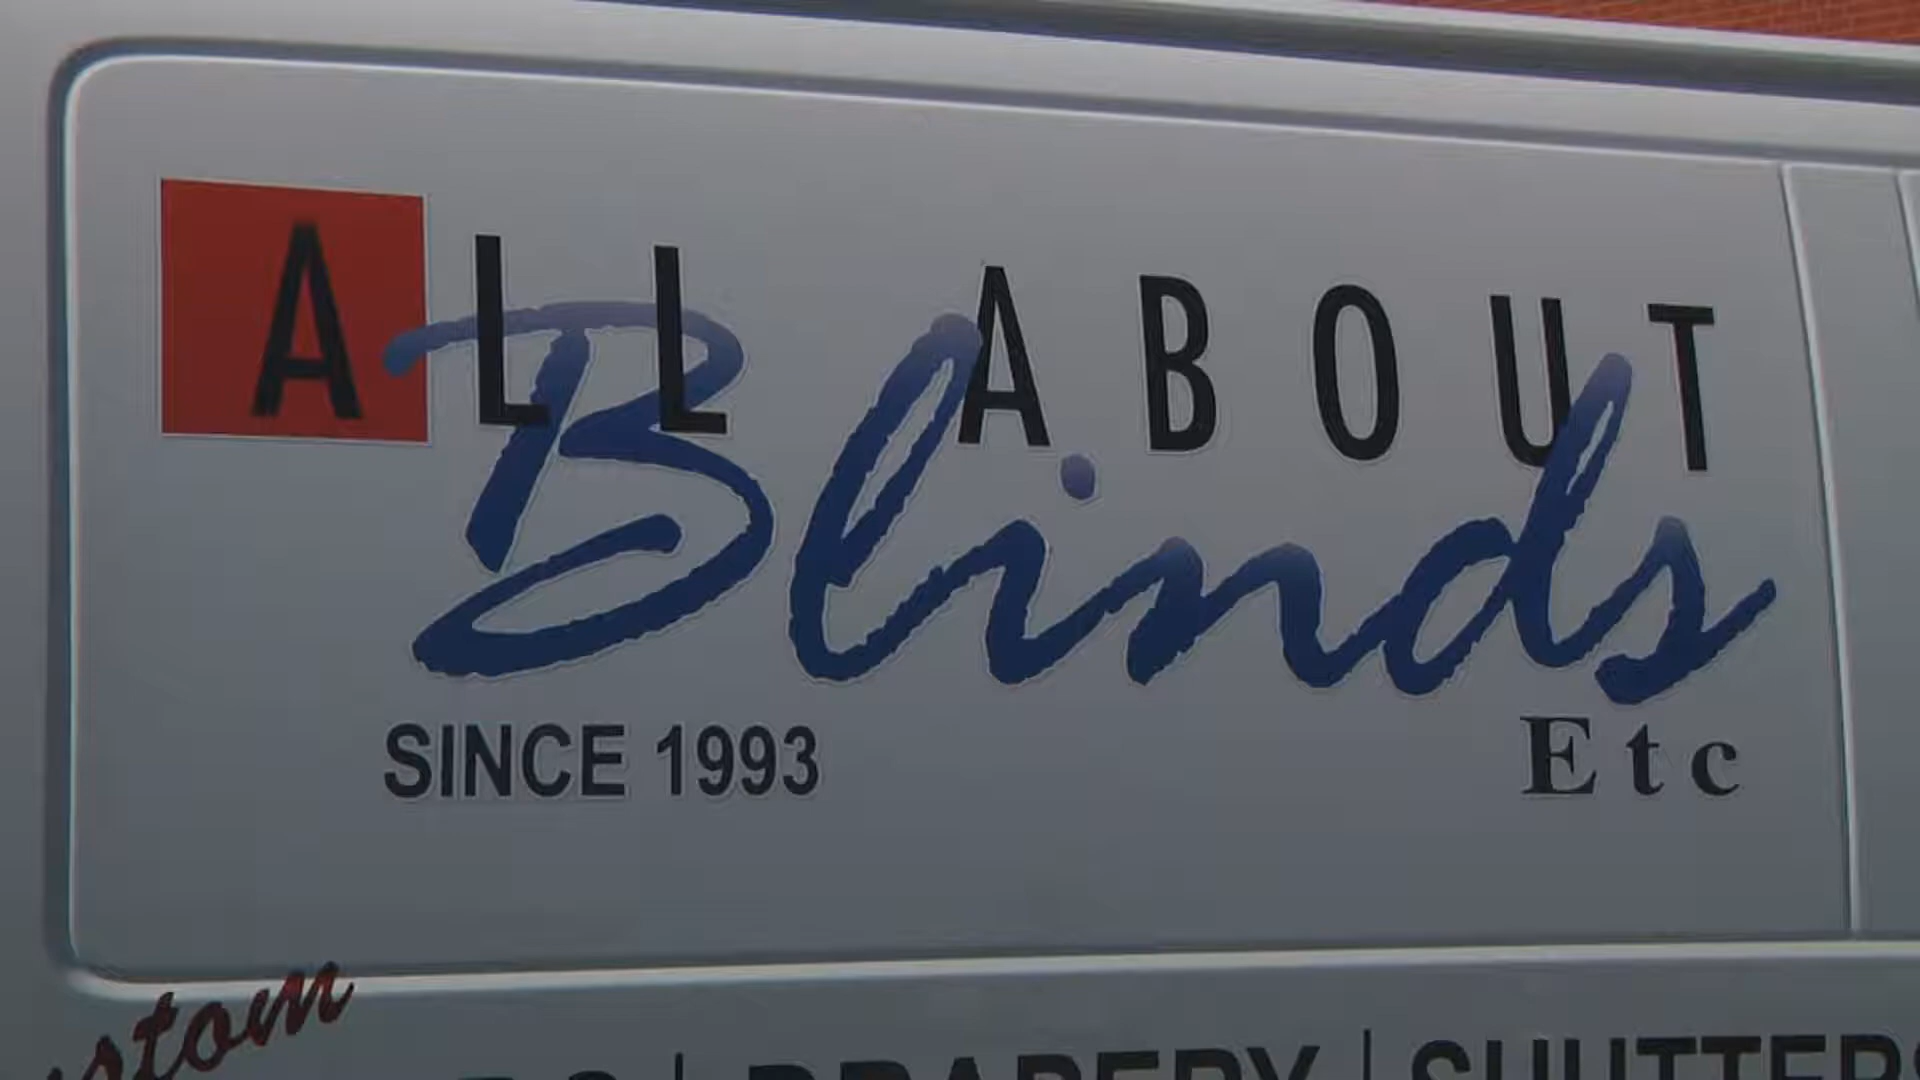 ALL ABOUT
Blinds
SINCE 1993
Etc
DRAPERY | SHUTTERS